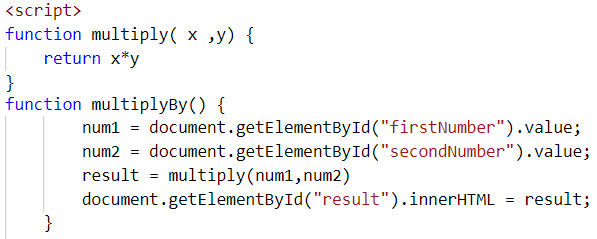 <script>
function multiply( x ,y) {
    return x*y
}
function multiplyBy() {
        num1 = document.getElementById("firstNumber").value;
        num2 = document.getElementById("secondNumber").value;
        result = multiply(num1,num2)
        document.getElementById("result").innerHTML = result;
    }